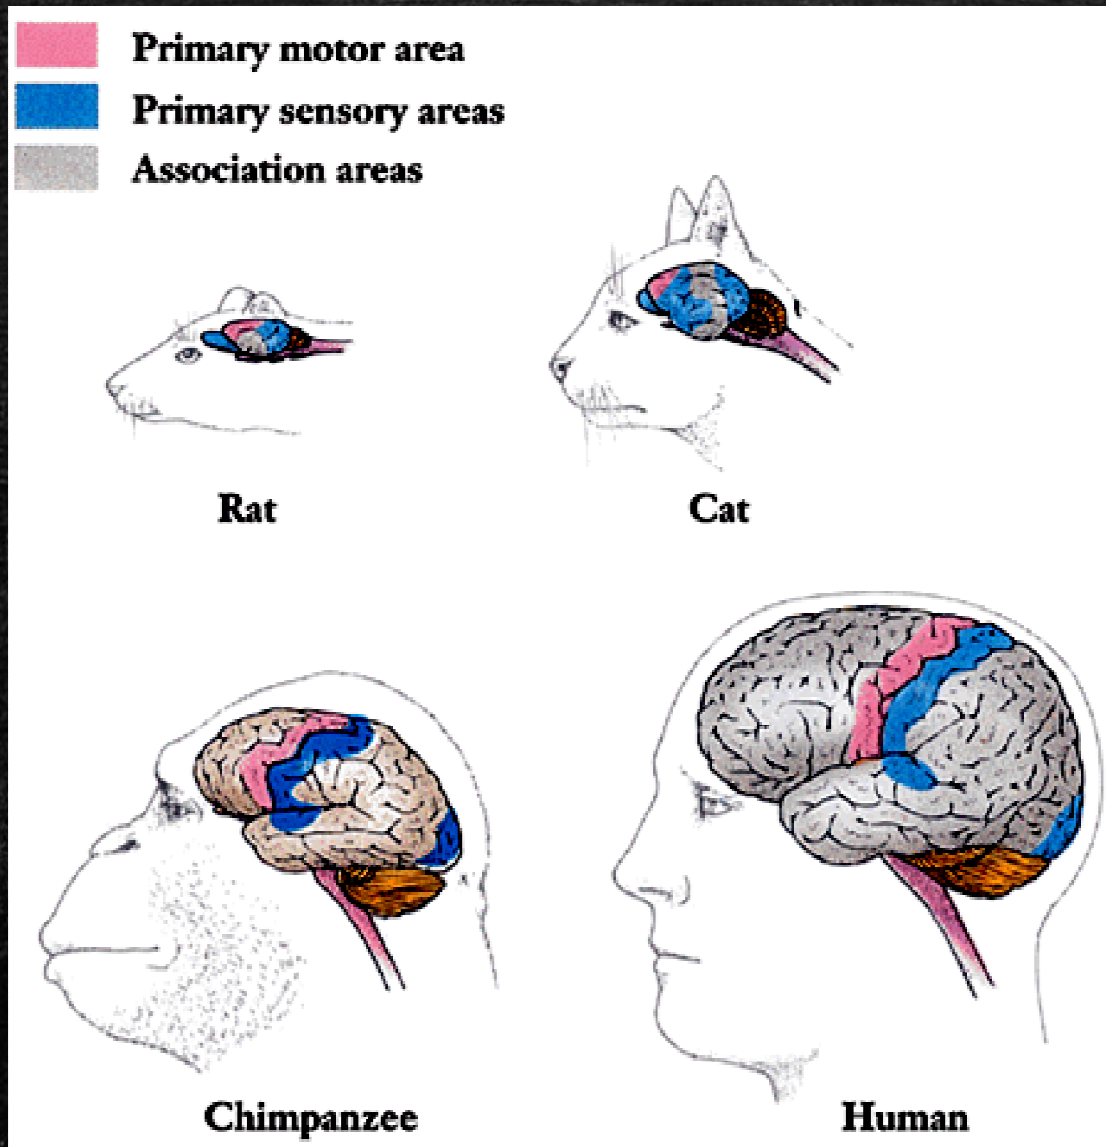 Primary motor area
Primary sensory areas
Association areas
Rat
Cat
Chimpanzee
Human